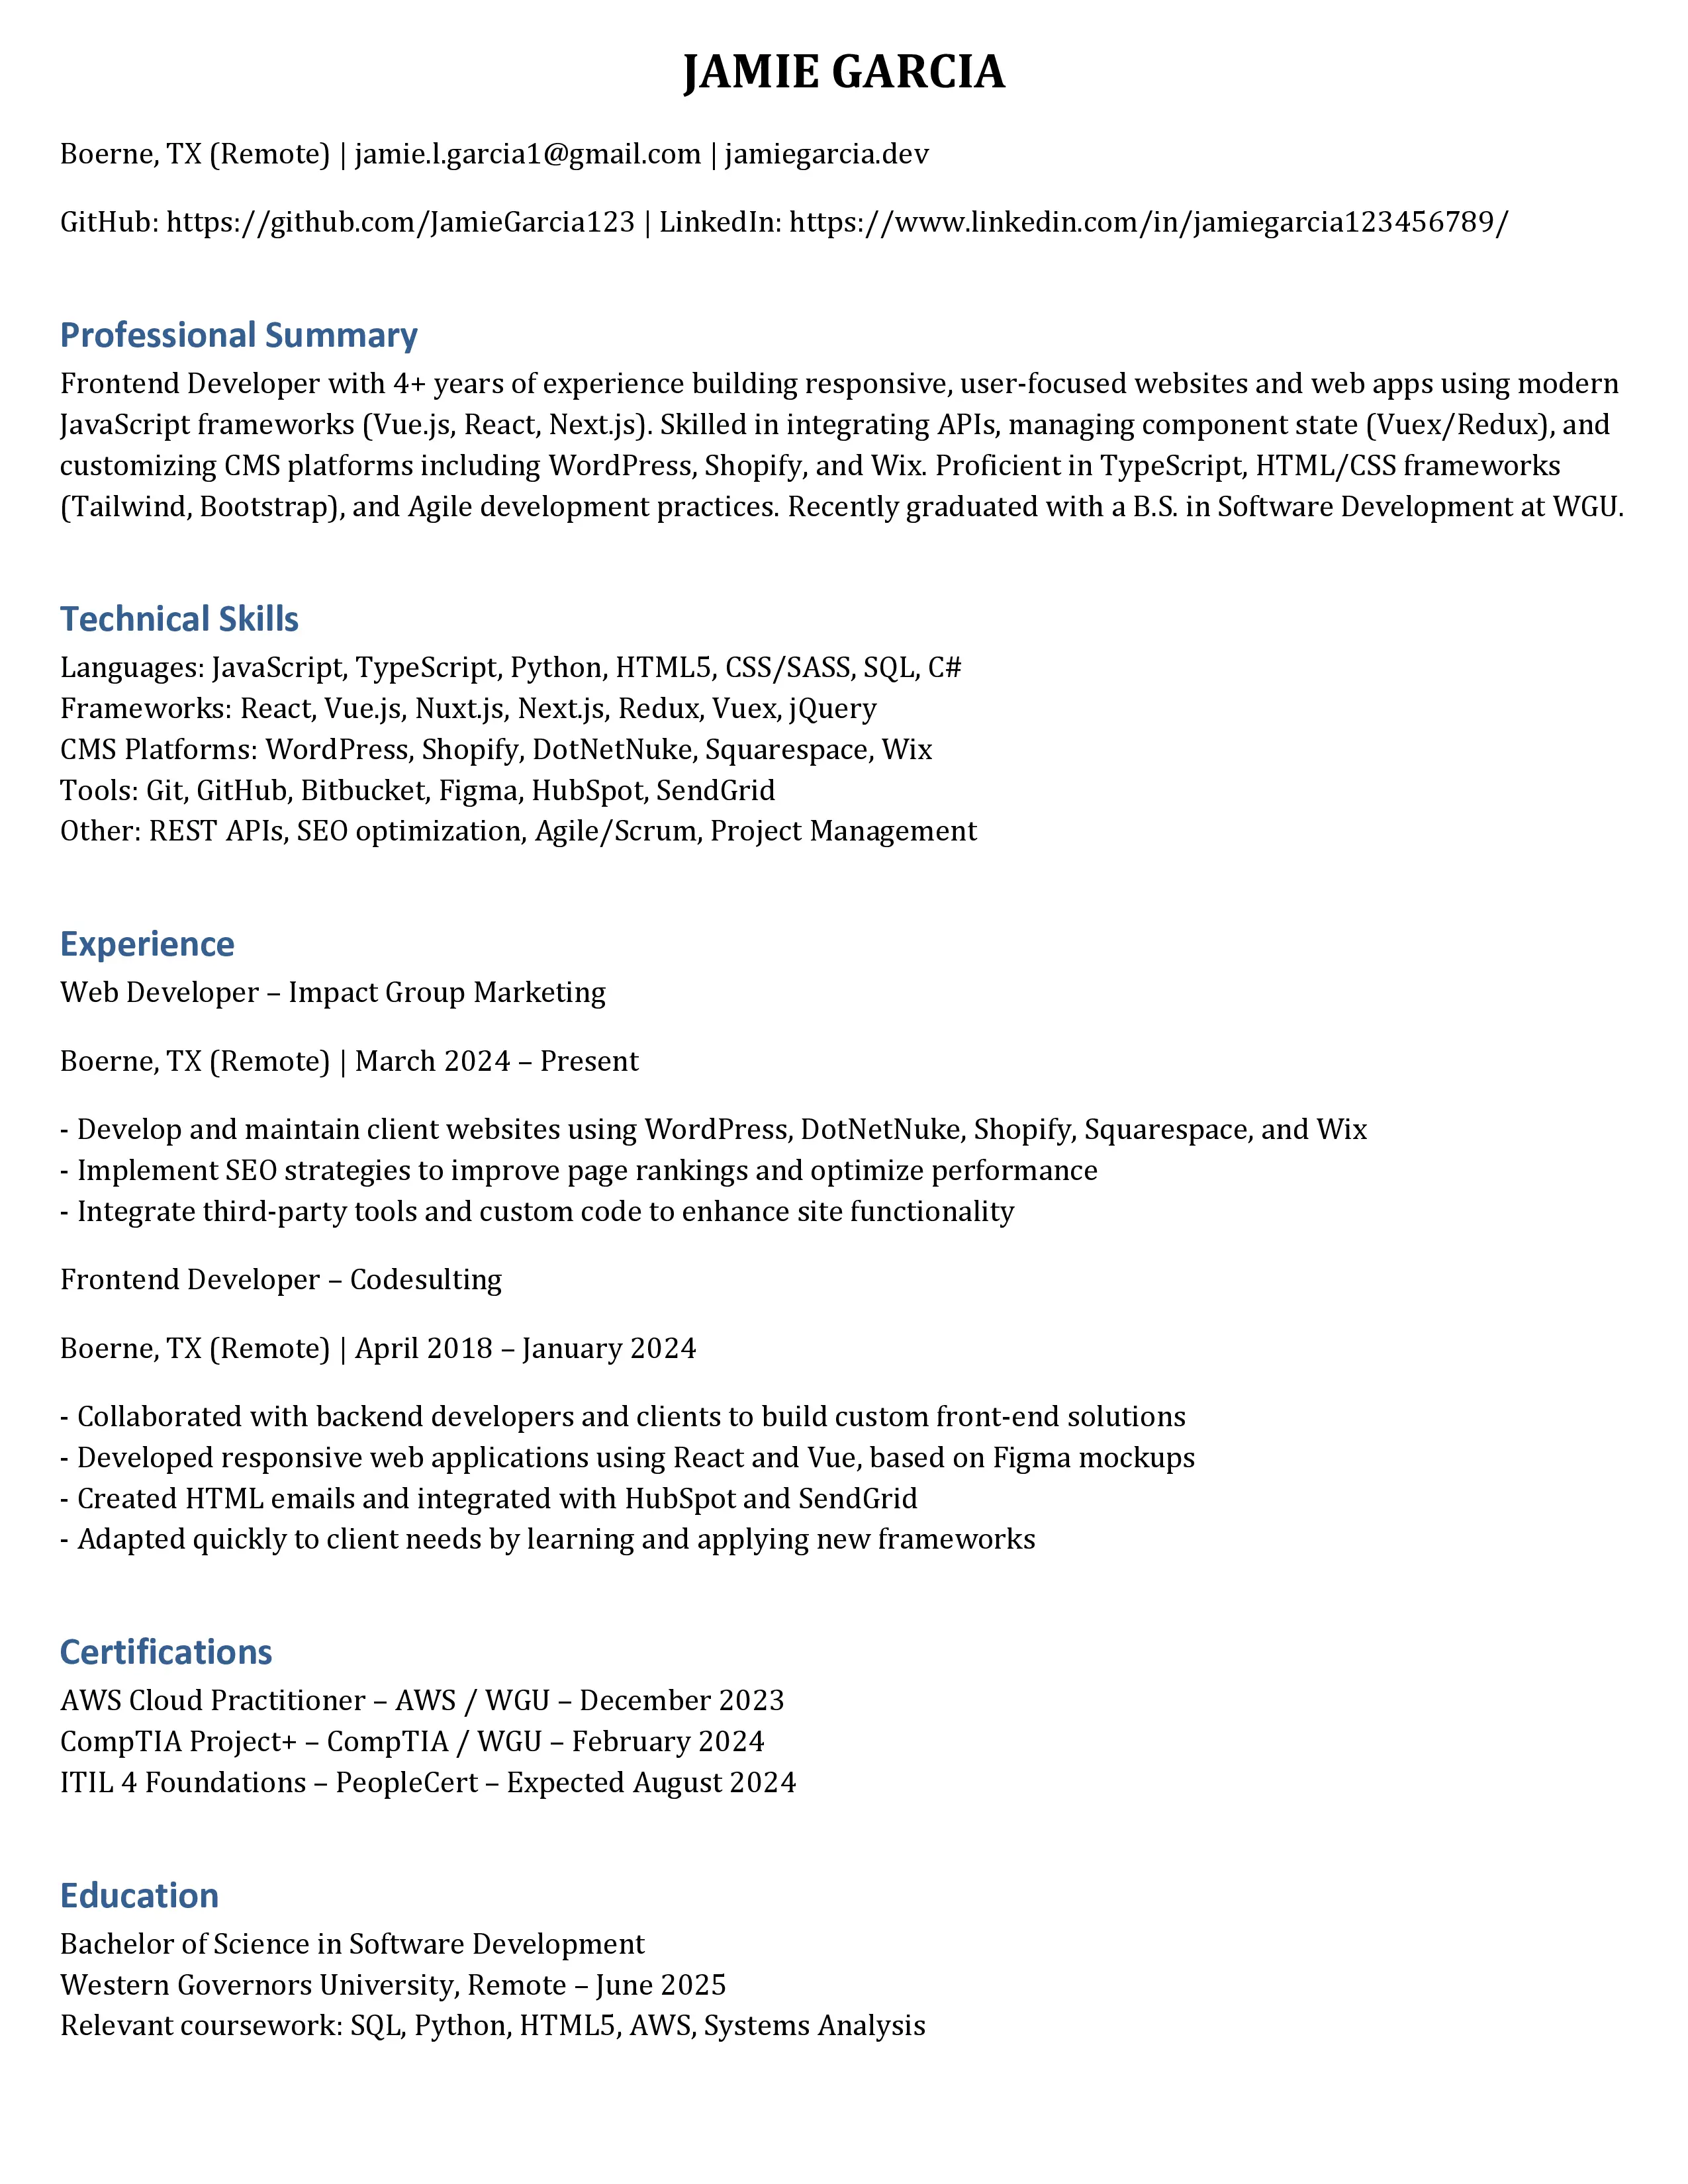 JAMIE GARCIA
Boerne, TX (Remote) | jamie.l.garcia1@gmail.com | jamiegarcia.dev
GitHub: https://github.com/JamieGarcia123 | LinkedIn: https://www.linkedin.com/in/jamiegarcia123456789/
Professional Summary
Frontend Developer with 4+ years of experience building responsive, user-focused websites and web apps using modern
JavaScript frameworks (Vue.js, React, Next.js). Skilled in integrating APIs, managing component state (Vuex/Redux), and
customizing CMS platforms including WordPress, Shopify, and Wix. Proficient in TypeScript, HTML/CSS frameworks
(Tailwind, Bootstrap), and Agile development practices. Recently graduated with a B.S. in Software Development at WGU.
Technical Skills
Languages: JavaScript, TypeScript, Python, HTML5, CSS/SASS, SQL, C#
Frameworks: React, Vue.js, Nuxt.js, Next.js, Redux, Vuex, jQuery
CMS Platforms: WordPress, Shopify, DotNetNuke, Squarespace, Wix
Tools: Git, GitHub, Bitbucket, Figma, HubSpot, SendGrid
Other: REST APIs, SEO optimization, Agile/Scrum, Project Management
Experience
Web Developer – Impact Group Marketing
Boerne, TX (Remote) | March 2024 – Present
- Develop and maintain client websites using WordPress, DotNetNuke, Shopify, Squarespace, and Wix
- Implement SEO strategies to improve page rankings and optimize performance
- Integrate third-party tools and custom code to enhance site functionality
Frontend Developer – Codesulting
Boerne, TX (Remote) | April 2018 – January 2024
- Collaborated with backend developers and clients to build custom front-end solutions
- Developed responsive web applications using React and Vue, based on Figma mockups
- Created HTML emails and integrated with HubSpot and SendGrid
- Adapted quickly to client needs by learning and applying new frameworks
Certifications
AWS Cloud Practitioner – AWS / WGU – December 2023
CompTIA Project+ – CompTIA / WGU – February 2024
ITIL 4 Foundations – PeopleCert – Expected August 2024
Education
Bachelor of Science in Software Development
Western Governors University, Remote – June 2025
Relevant coursework: SQL, Python, HTML5, AWS, Systems Analysis